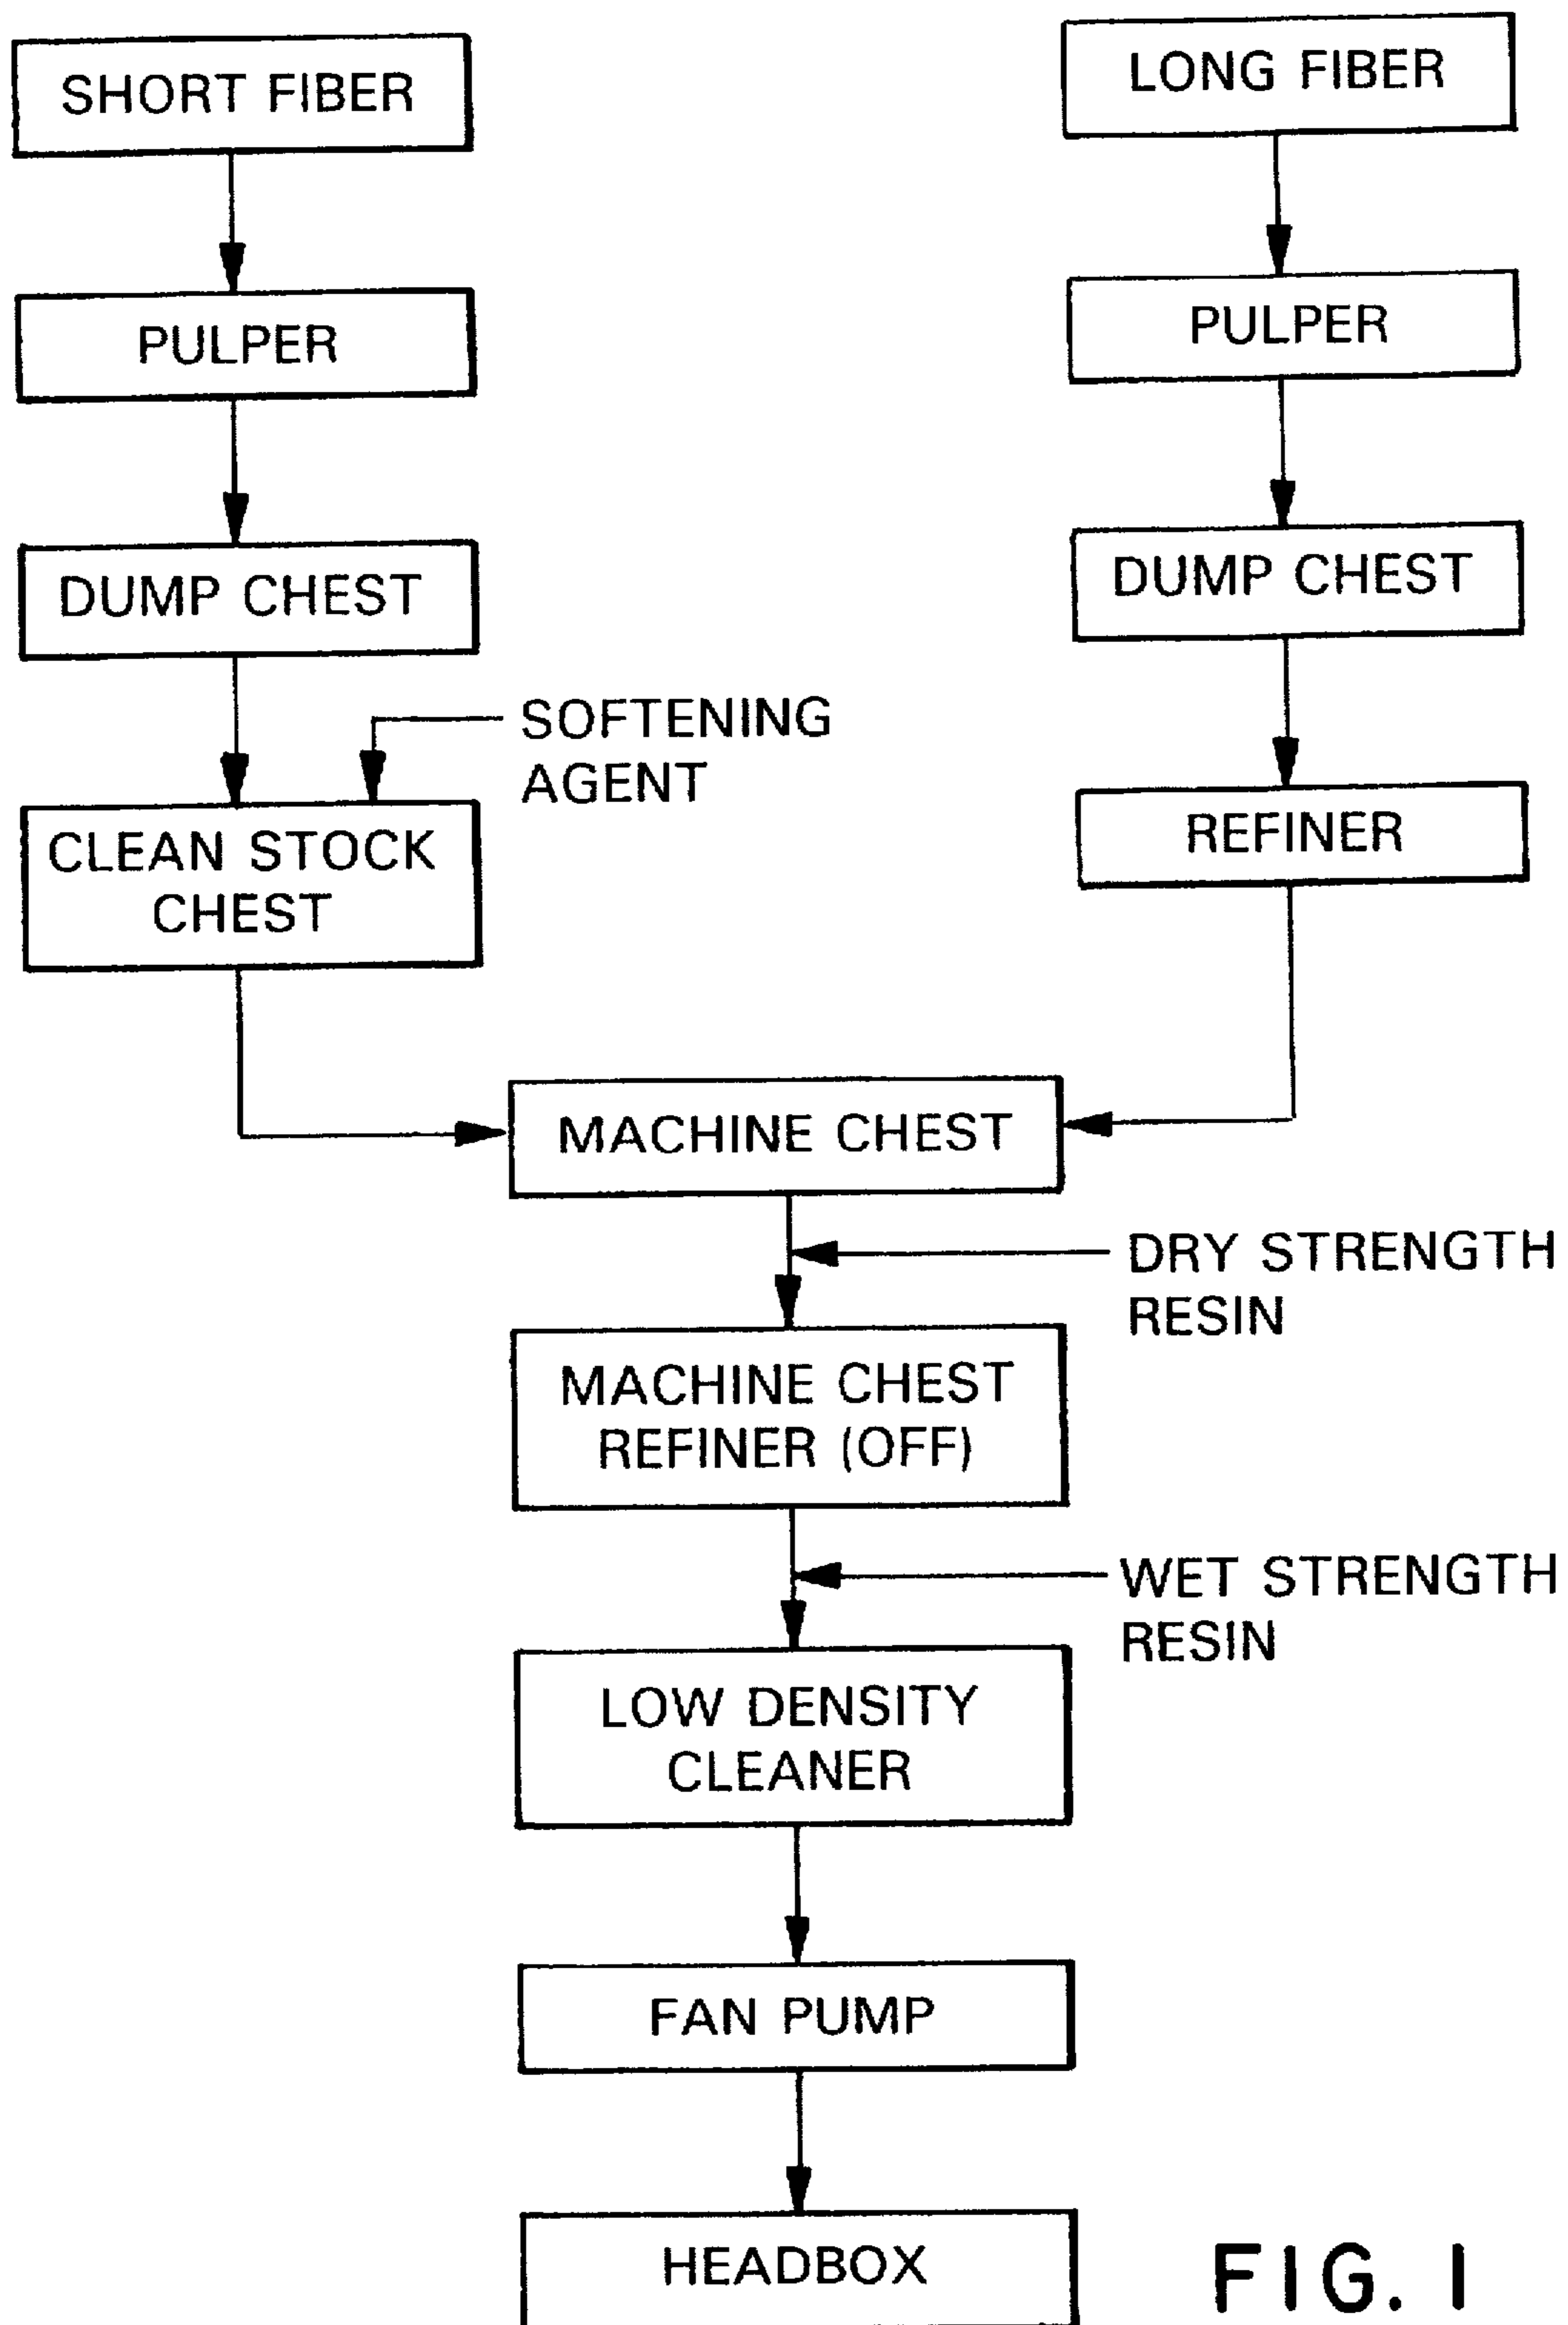 SHORT FIBER
PULPER
DUMP CHEST
SOFTENING
AGENT
CLEAN STOCK
CHEST
LONG FIBER
PULPER
DUMP CHEST
REFINER
MACHINE CHEST
DRY STRENGTH
RESIN
MACHINE CHEST
REFINER (OFF)
WET STRENGTH
RESIN
LOW DENSITY
CLEANER
FAN PUMP
HEADBOX
FIG. 1